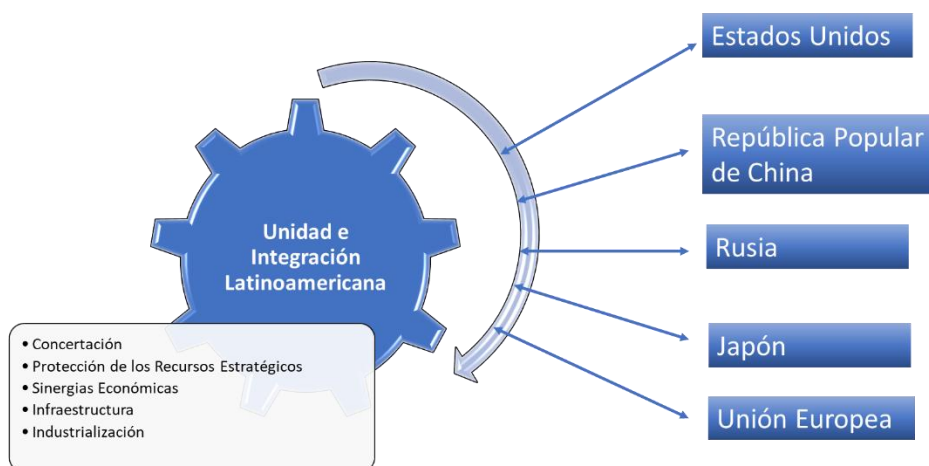 Unidad e
Integración
Latinoamericana
• Concertación
• Protección de los Recursos Estratégicos
• Sinergias Económicas
• Infraestructura
• Industrialización
Estados Unidos
República Popular
de China
Rusia
Japón
Unión Europea